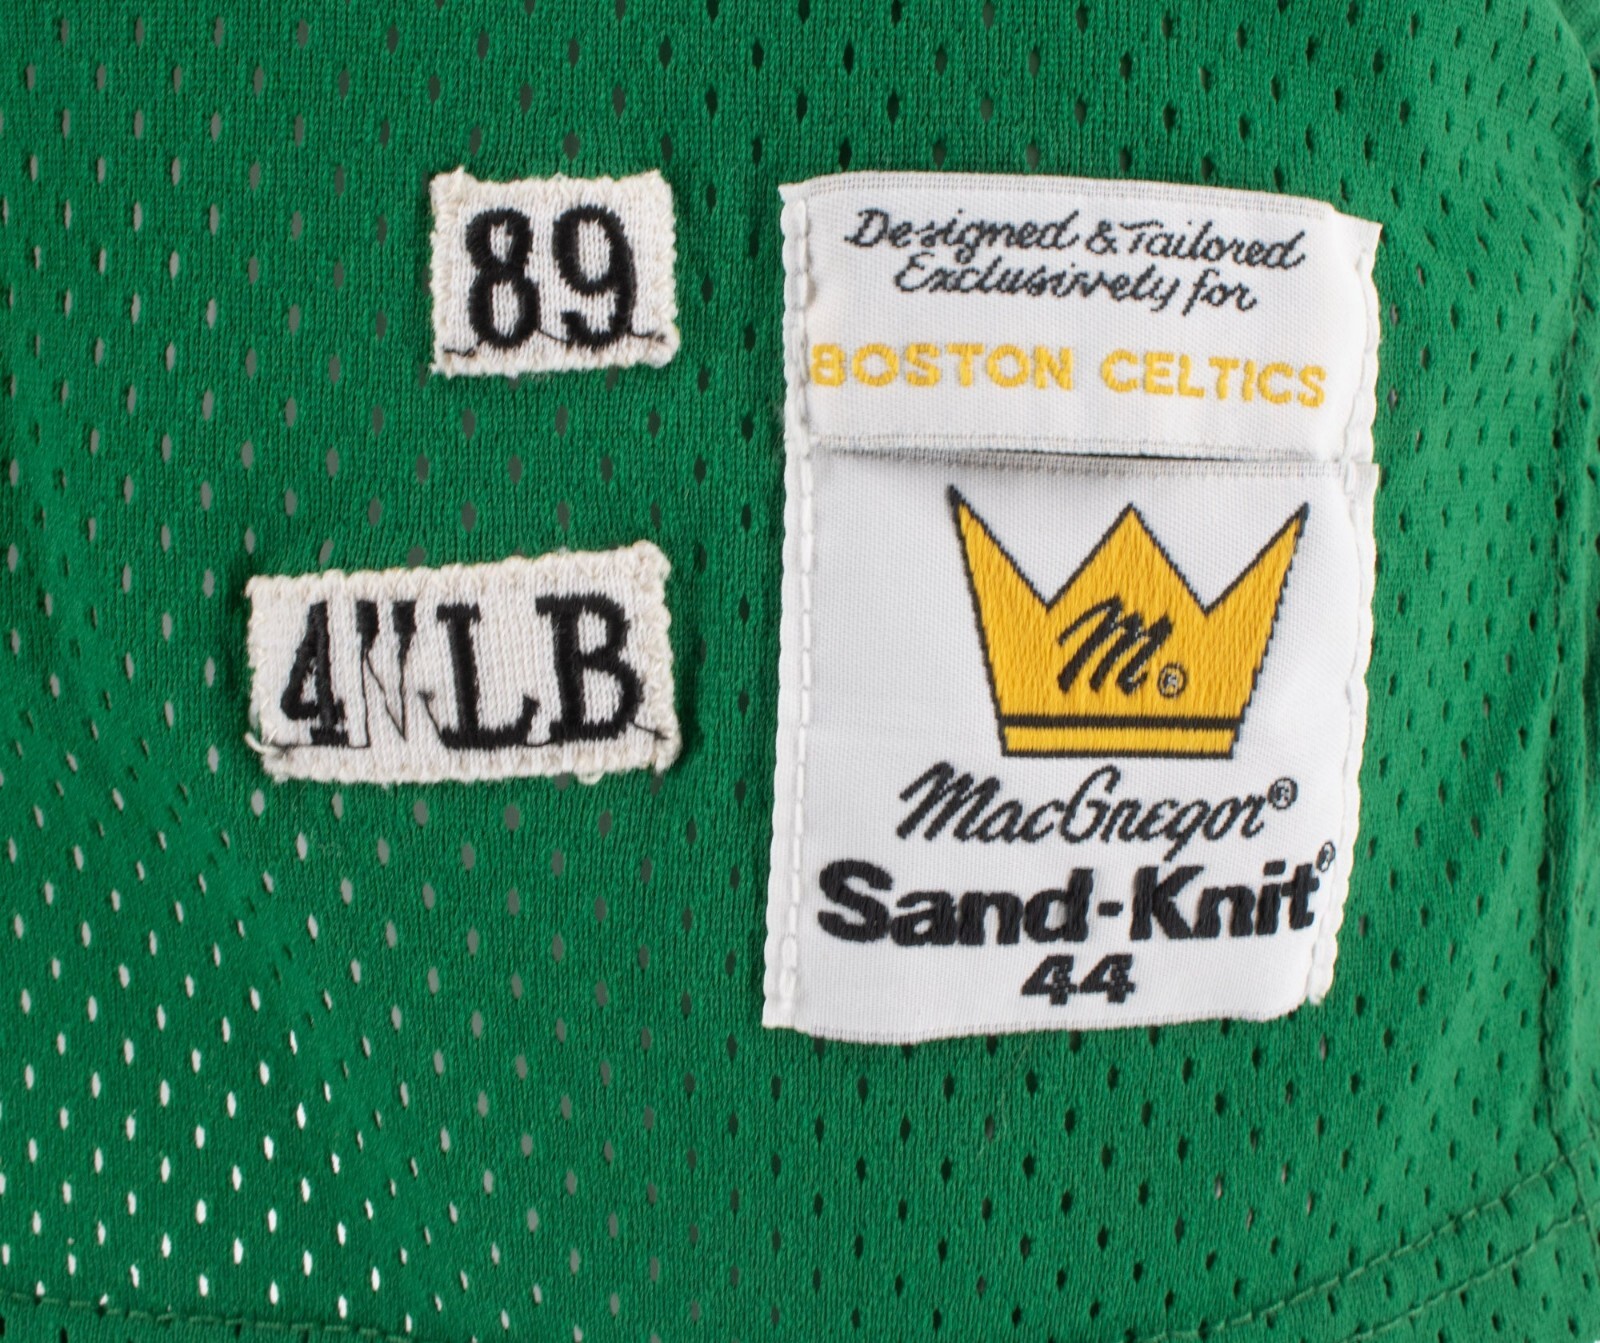 89
4"LB
Designed & Tailored
Exclusively for
BOSTON CELTICS
M®
MacGregor®
Sand-Knit®
44